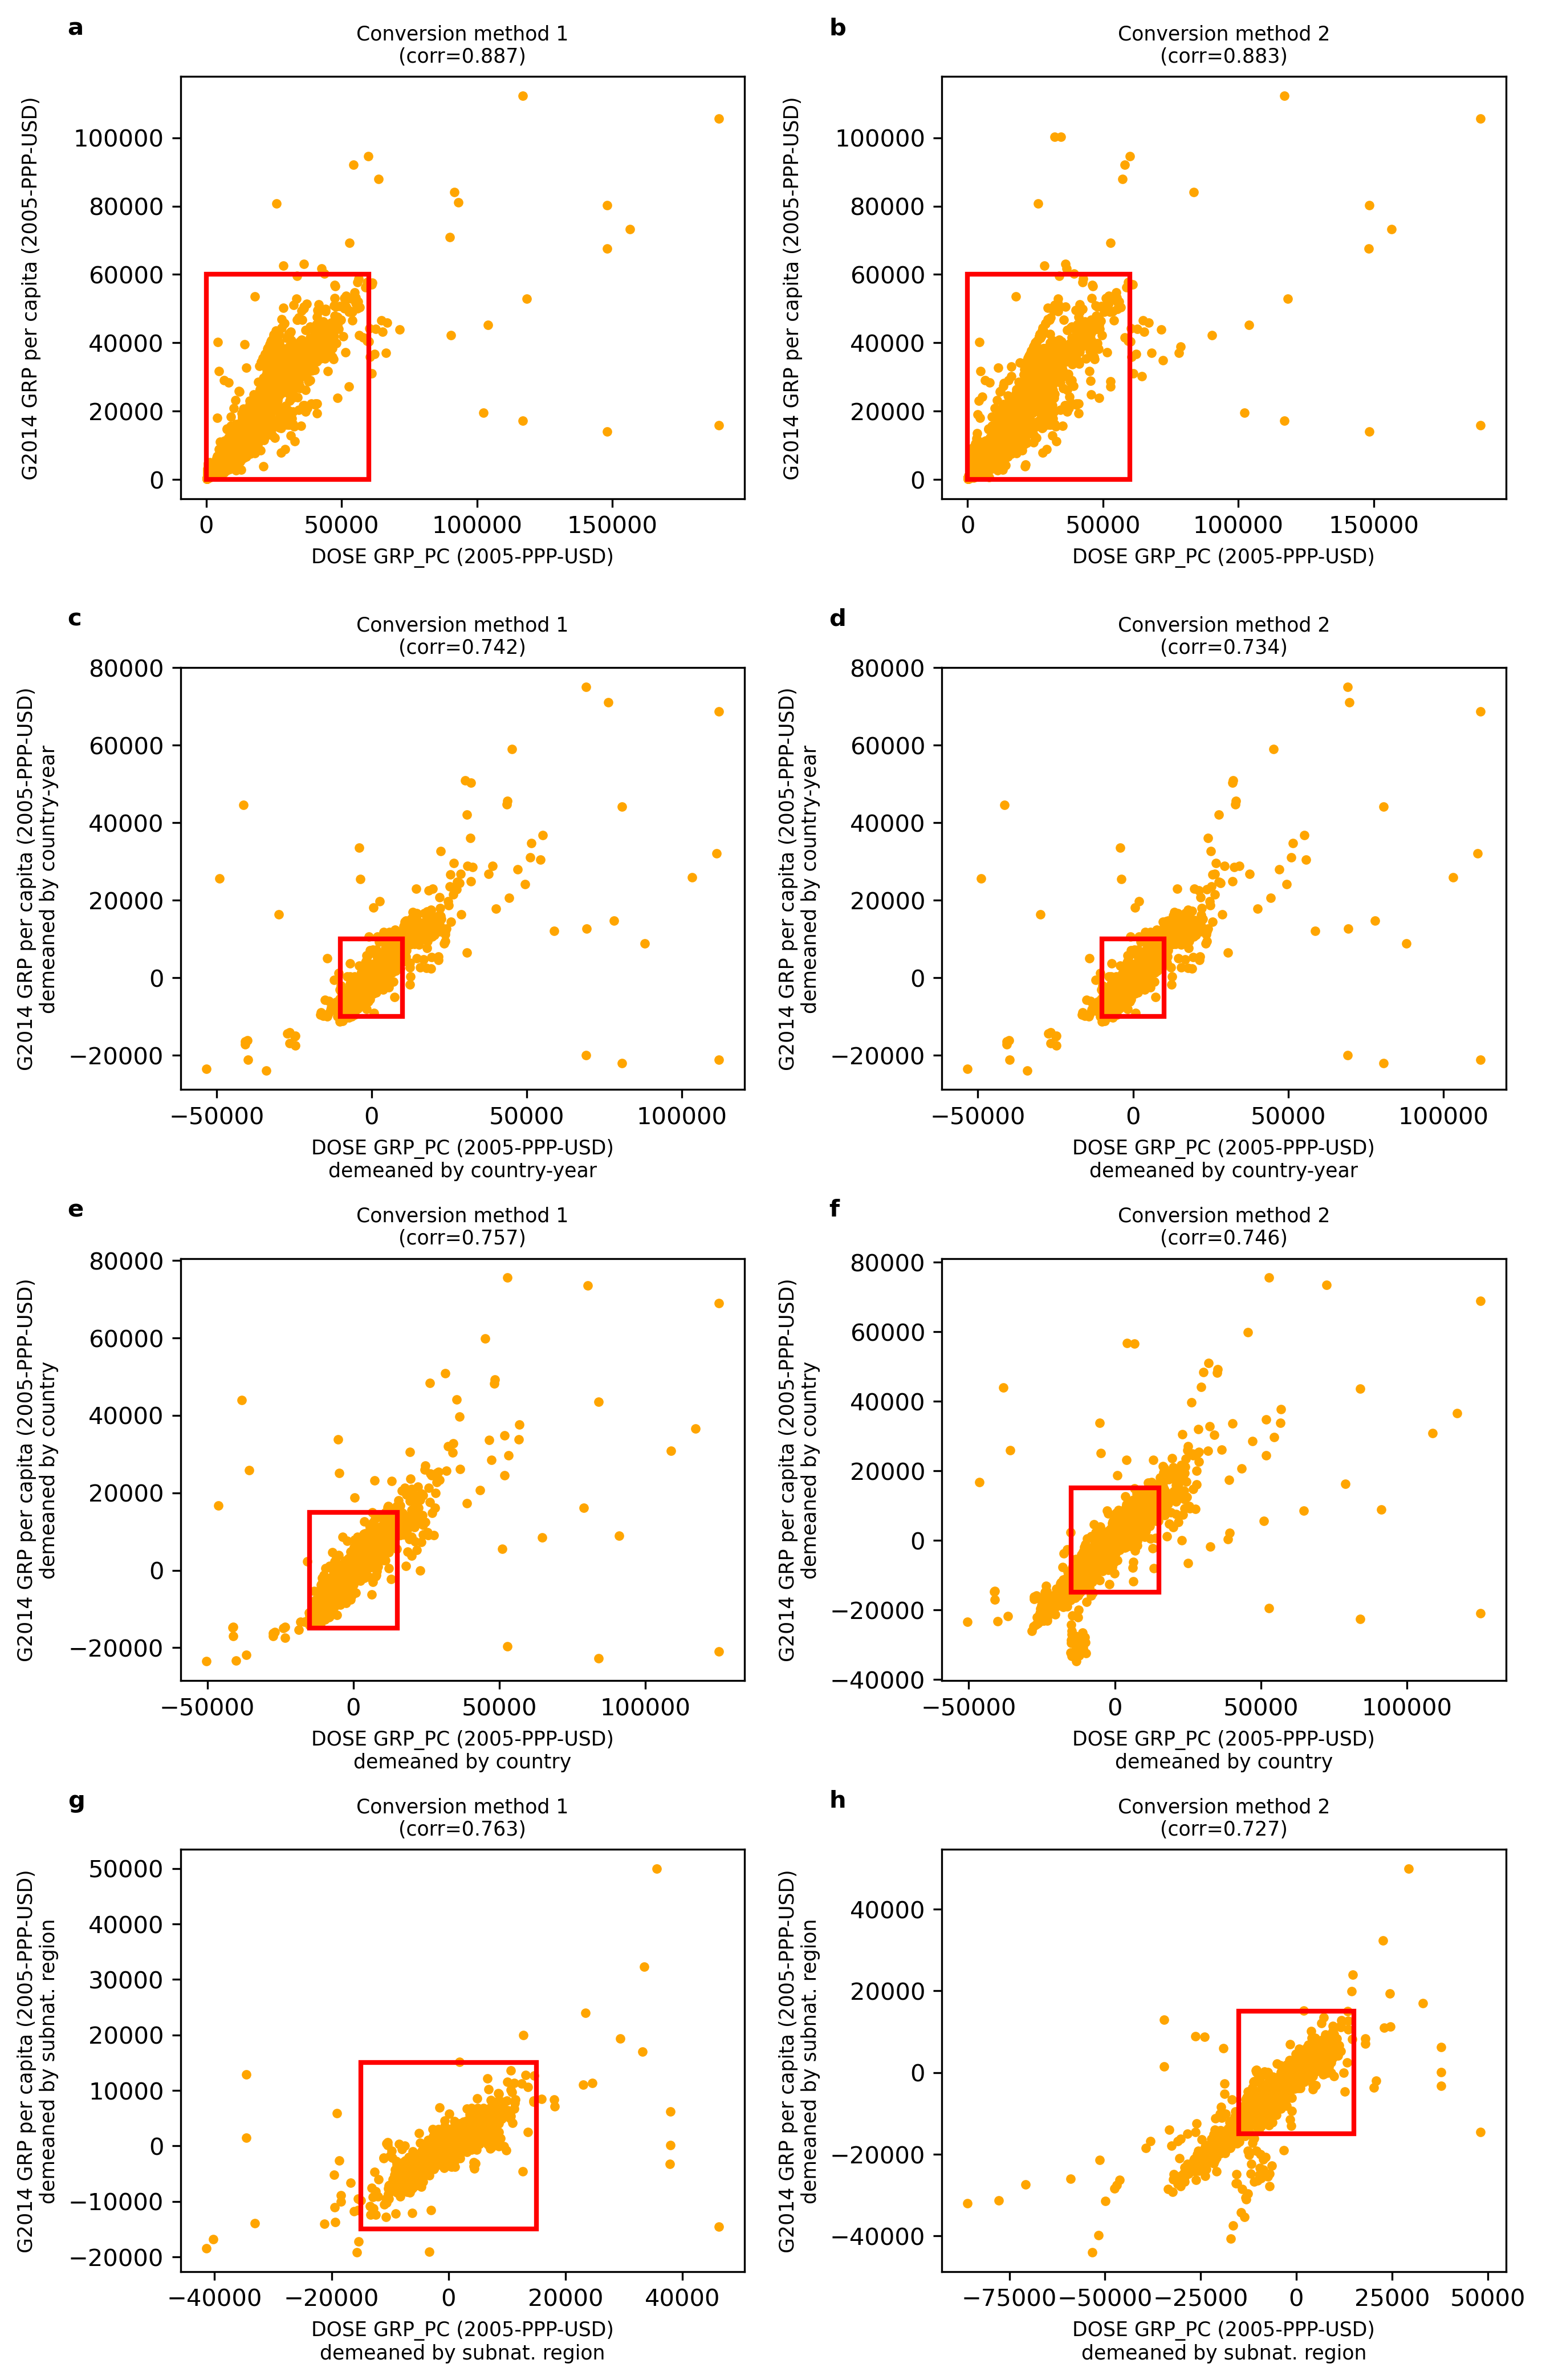 a
Conversion method 1
(corr=0.887)
G2014 GRP per capita (2005-PPP-USD)
100000
80000
60000
40000
20000
0
0
50000
100000
150000
DOSE GRP_PC (2005-PPP-USD)
b
Conversion method 2
(corr=0.883)
G2014 GRP per capita (2005-PPP-USD)
100000
80000
60000
40000
20000
0
0
50000
100000
150000
DOSE GRP_PC (2005-PPP-USD)
c
Conversion method 1
(corr=0.742)
G2014 GRP per capita (2005-PPP-USD)
demeaned by country-year
80000
60000
40000
20000
0
−20000
−50000
0
50000
100000
DOSE GRP_PC (2005-PPP-USD)
demeaned by country-year
d
Conversion method 2
(corr=0.734)
G2014 GRP per capita (2005-PPP-USD)
demeaned by country-year
80000
60000
40000
20000
0
−20000
−50000
0
50000
100000
DOSE GRP_PC (2005-PPP-USD)
demeaned by country-year
e
Conversion method 1
(corr=0.757)
G2014 GRP per capita (2005-PPP-USD)
demeaned by country
80000
60000
40000
20000
0
−20000
−50000
0
50000
100000
DOSE GRP_PC (2005-PPP-USD)
demeaned by country
f
Conversion method 2
(corr=0.746)
G2014 GRP per capita (2005-PPP-USD)
demeaned by country
80000
60000
40000
20000
0
−20000
−40000
−50000
0
50000
100000
DOSE GRP_PC (2005-PPP-USD)
demeaned by country
g
Conversion method 1
(corr=0.763)
G2014 GRP per capita (2005-PPP-USD)
demeaned by subnat. region
50000
40000
30000
20000
10000
0
−10000
−20000
−40000
−20000
0
20000
40000
DOSE GRP_PC (2005-PPP-USD)
demeaned by subnat. region
h
Conversion method 2
(corr=0.727)
G2014 GRP per capita (2005-PPP-USD)
demeaned by subnat. region
40000
20000
0
−20000
−40000
−75000
−50000
−25000
0
25000
50000
DOSE GRP_PC (2005-PPP-USD)
demeaned by subnat. region